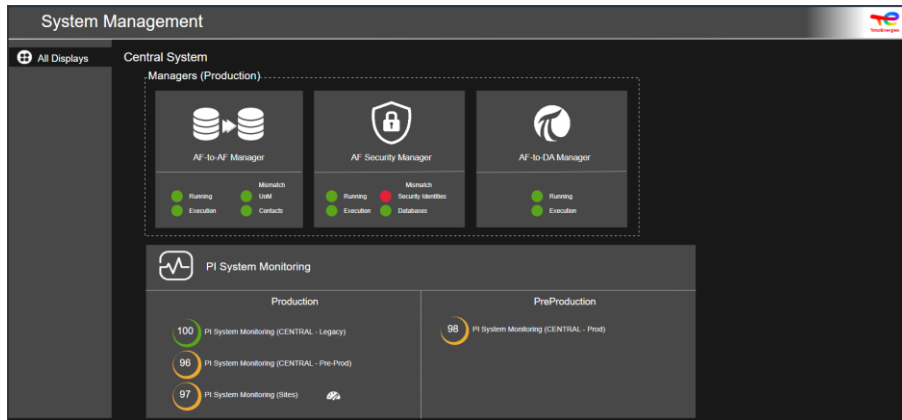 System Management
TotalEnergies
All Displays
Central System
Managers (Production)
AF-to-AF Manager
Mismatch
Running
UoM
Execution
Contacts
AF Security Manager
Mismatch
Running
Security Identities
Execution
Databases
AF-to-DA Manager
Running
Execution
PI System Monitoring
Production
100 PI System Monitoring (CENTRAL - Legacy)
96 PI System Monitoring (CENTRAL - Pre-Prod)
97 PI System Monitoring (Sites)
PreProduction
98 PI System Monitoring (CENTRAL - Prod)